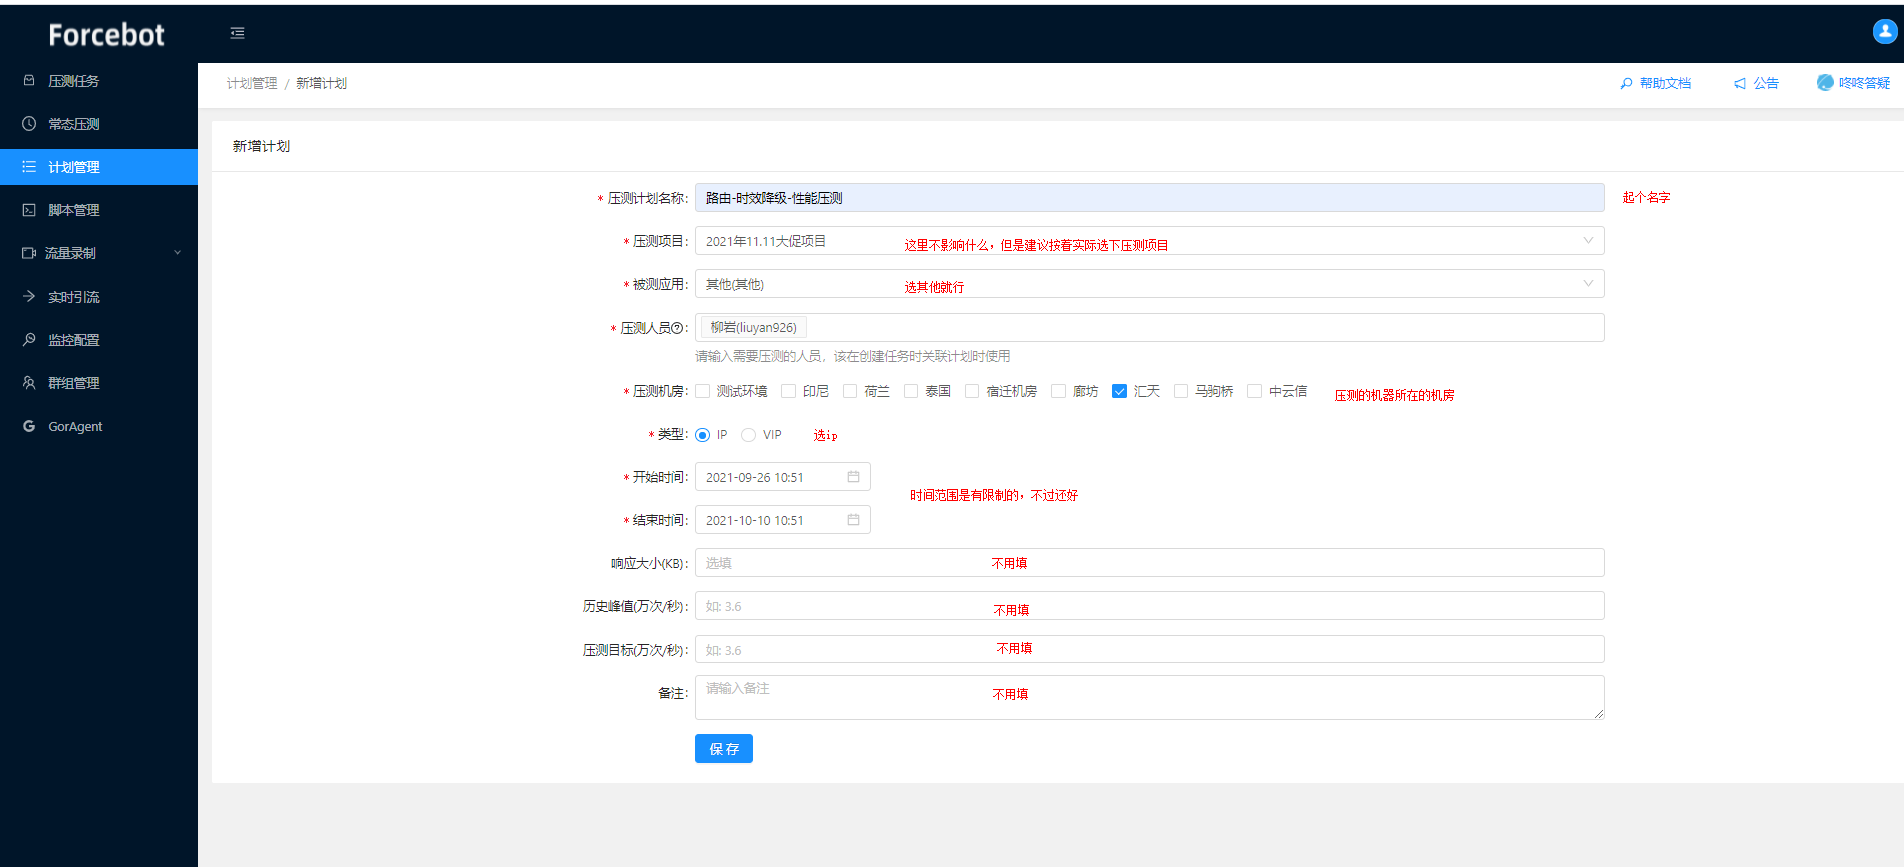 Forcebot
压测任务
常态压测
计划管理
脚本管理
流量录制
实时引流
监控配置
群组管理
GorAgent
计划管理 / 新增计划
帮助文档 公告 咚咚答疑
新增计划
* 压测计划名称: 路由-时效降级-性能压测 起个名字
* 压测项目: 2021年11.11大促项目 这里不影响什么，但是建议按着实际选下压测项目
* 被测应用: 其他(其他) 选其他就行
* 压测人员?: 柳岩(liuyan926)
请输入需要压测的人员，该在创建任务时关联计划时使用
* 压测机房: 测试环境 印尼 荷兰 泰国 宿迁机房 廊坊 汇天 马驹桥 中云信 压测的机器所在的机房
* 类型: IP VIP 选ip
* 开始时间: 2021-09-26 10:51
时间范围是有限制的，不过还好
* 结束时间: 2021-10-10 10:51
响应大小(KB): 选填 不用填
历史峰值(万次/秒): 如: 3.6 不用填
压测目标(万次/秒): 如: 3.6 不用填
备注: 请输入备注 不用填
保存